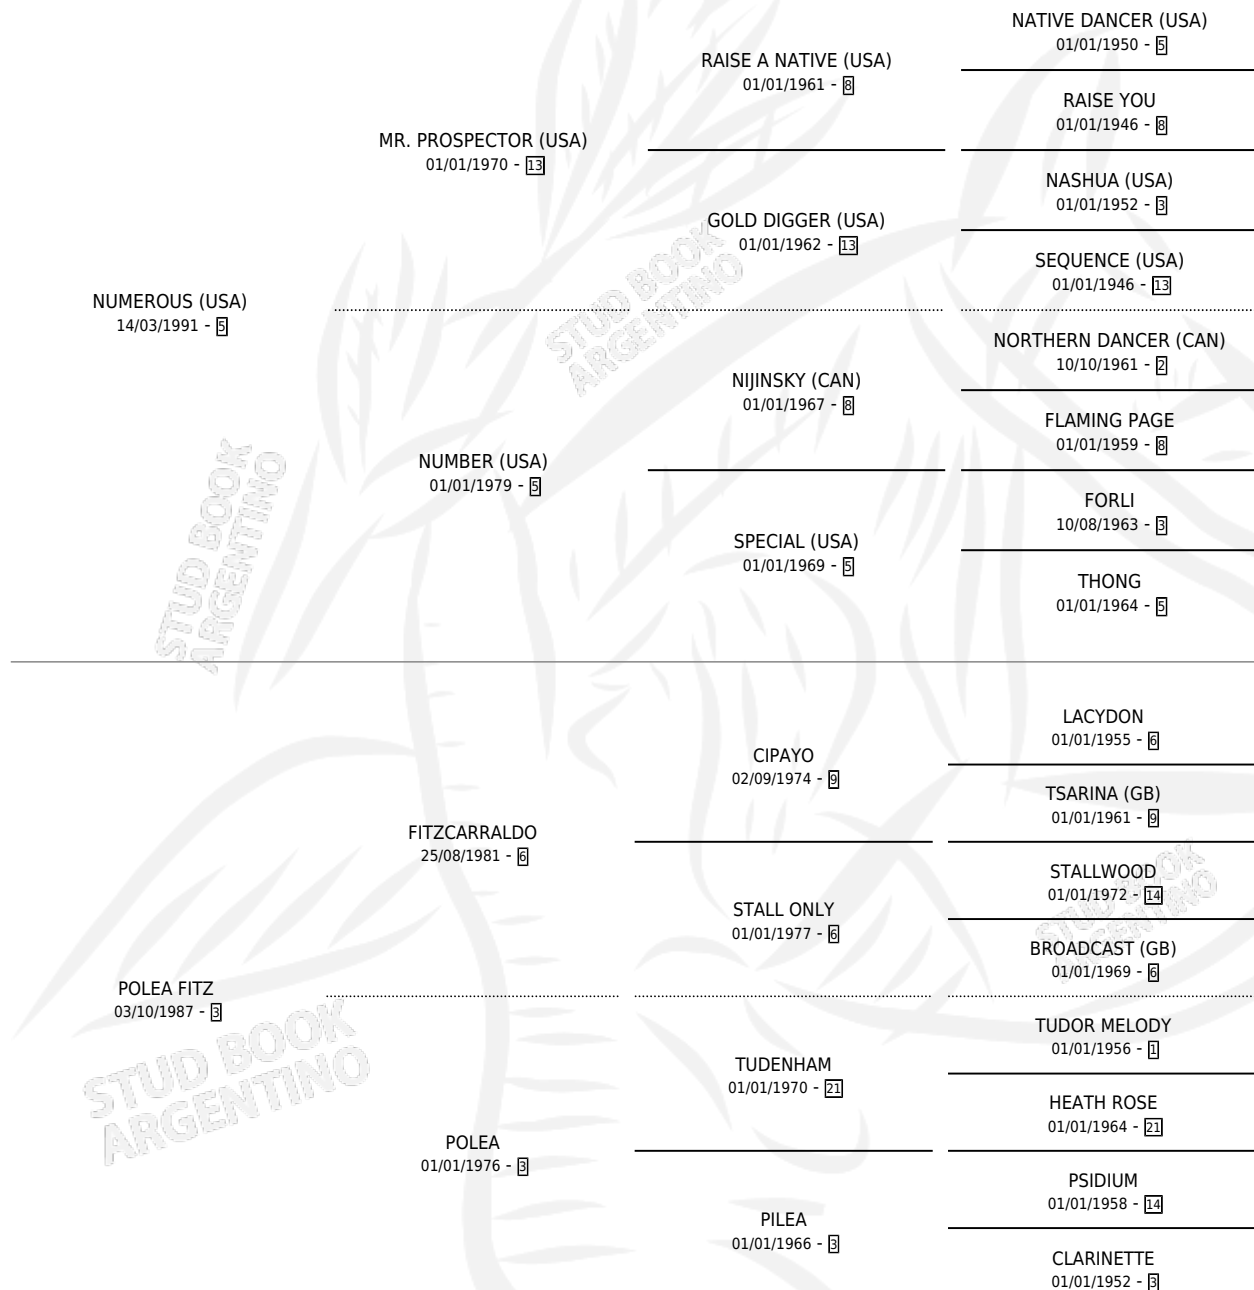 NATIVE DANCER (USA)
01/01/1950 - 5
RAISE A NATIVE (USA)
01/01/1961 - 8
RAISE YOU
01/01/1946 - 8
MR. PROSPECTOR (USA)
01/01/1970 - 13
NASHUA (USA)
01/01/1952 - 3
GOLD DIGGER (USA)
01/01/1962 - 13
SEQUENCE (USA)
01/01/1946 - 13
NUMEROUS (USA)
14/03/1991 - 5
STUD BOOK
ARGENTINO
NORTHERN DANCER (CAN)
10/10/1961 - 2
NIJINSKY (CAN)
01/01/1967 - 8
FLAMING PAGE
01/01/1959 - 8
NUMBER (USA)
01/01/1979 - 5
FORLI
10/08/1963 - 3
SPECIAL (USA)
01/01/1969 - 5
THONG
01/01/1964 - 5
STUD BOOK
ARGENTINO
LACYDON
01/01/1955 - 6
CIPAYO
02/09/1974 - 9
TSARINA (GB)
01/01/1961 - 9
FITZCARRALDO
25/08/1981 - 6
STALLWOOD
01/01/1972 - 14
STALL ONLY
01/01/1977 - 6
BROADCAST (GB)
01/01/1969 - 6
STUD BOOK
ARGENTINO
POLEA FITZ
03/10/1987 - 3
TUDOR MELODY
01/01/1956 - 1
TUDENHAM
01/01/1970 - 21
HEATH ROSE
01/01/1964 - 21
STUD BOOK
ARGENTINO
POLEA
01/01/1976 - 3
PSIDIUM
01/01/1958 - 14
PILEA
01/01/1966 - 3
CLARINETTE
01/01/1952 - 3